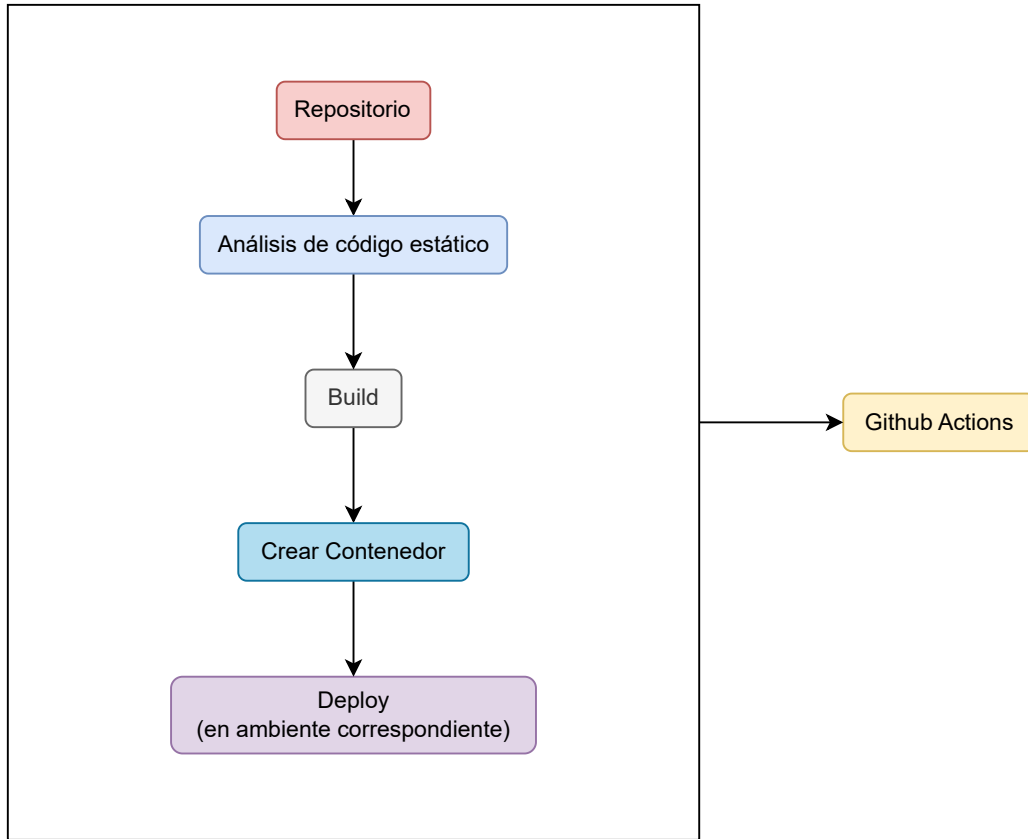 Repositorio
Análisis de código estático
Build
Github Actions
Crear Contenedor
Deploy
(en ambiente correspondiente)